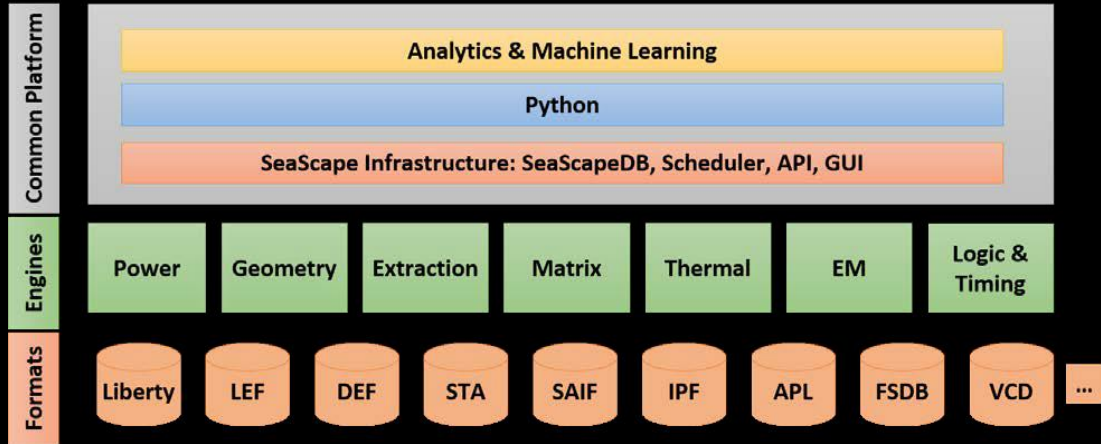 Common Platform
Analytics & Machine Learning
Python
SeaScape Infrastructure: SeaScapeDB, Scheduler, API, GUI
Engines
Power
Geometry
Extraction
Matrix
Thermal
EM
Logic &
Timing
Formats
Liberty
LEF
DEF
STA
SAIF
IPF
APL
FSDB
VCD
...